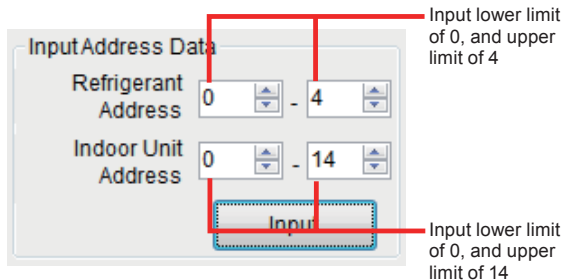 Input lower limit
of 0, and upper
limit of 4
Input Address Data
Refrigerant
Address
0 - 4
Indoor Unit
Address
0 - 14
Input
Input lower limit
of 0, and upper
limit of 14